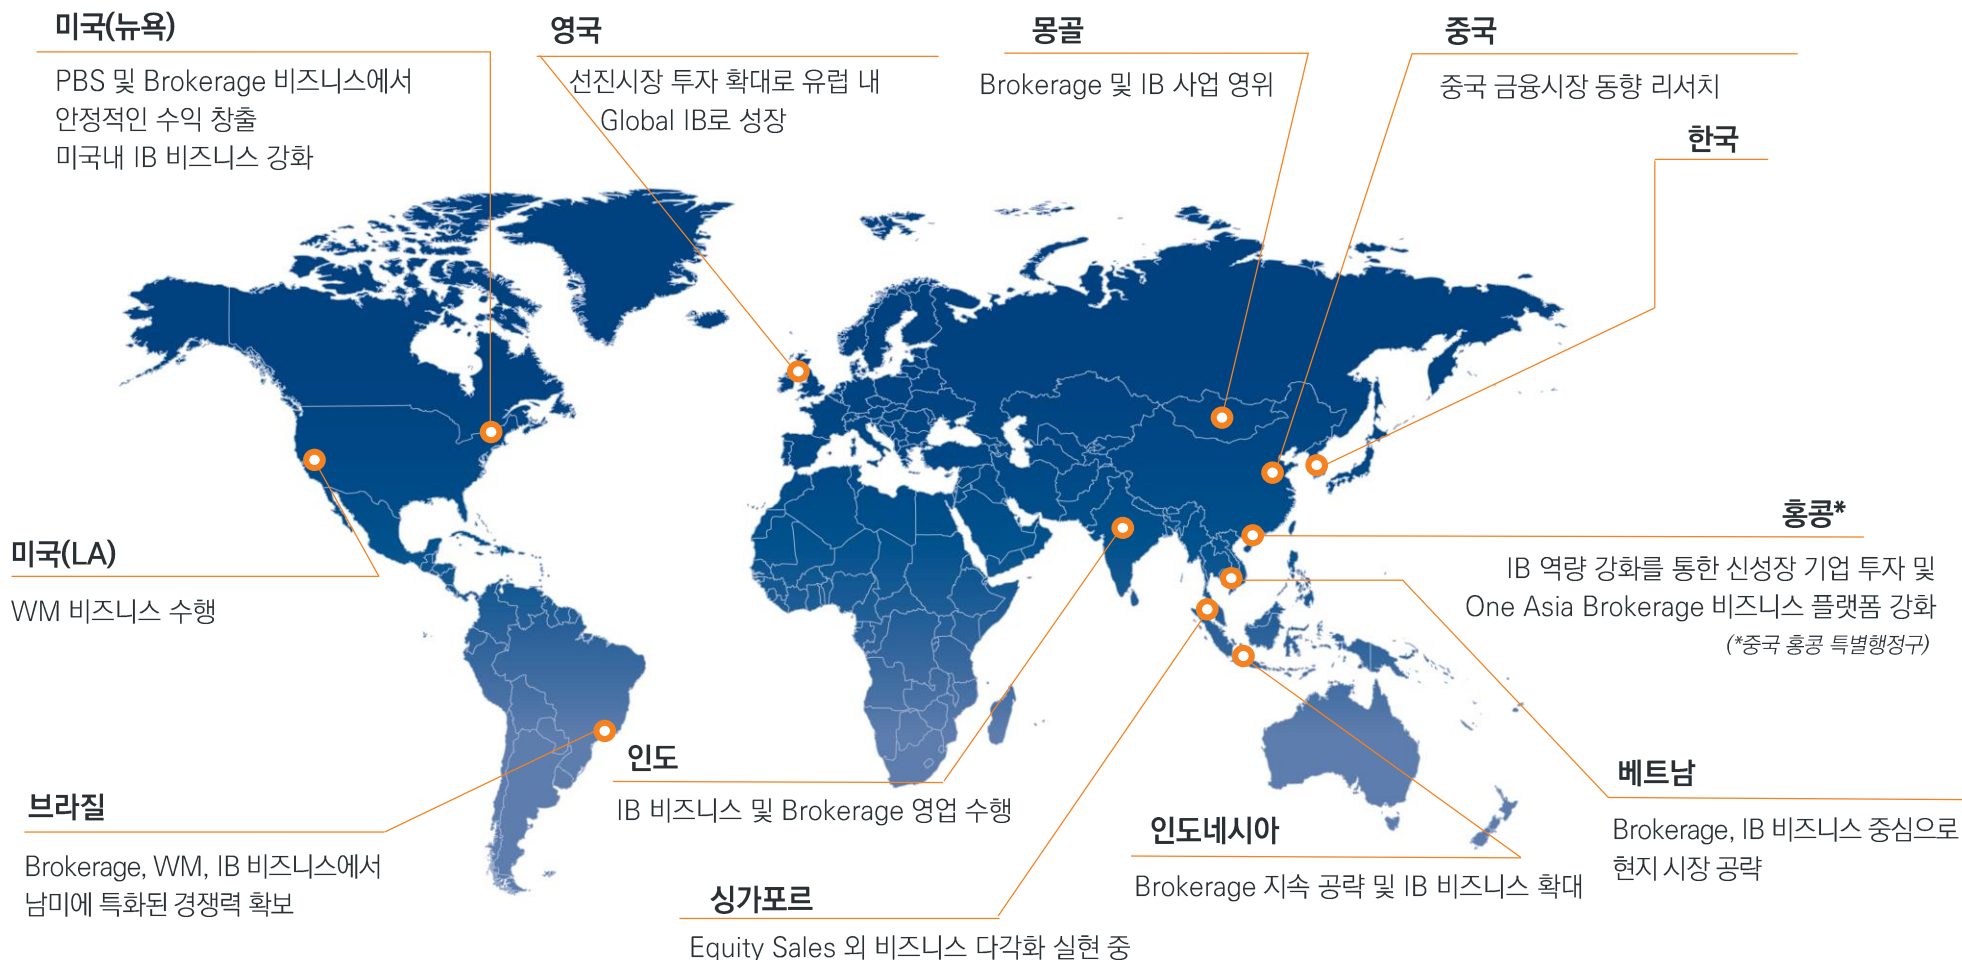 미국(뉴욕)
PBS 및 Brokerage 비즈니스에서
안정적인 수익 창출
미국내 IB 비즈니스 강화
영국
선진시장 투자 확대로 유럽 내
Global IB로 성장
몽골
Brokerage 및 IB 사업 영위
중국
중국 금융시장 동향 리서치
한국
홍콩*
IB 역량 강화를 통한 신성장 기업 투자 및
One Asia Brokerage 비즈니스 플랫폼 강화
(*중국 홍콩 특별행정구)
미국(LA)
WM 비즈니스 수행
브라질
Brokerage, WM, IB 비즈니스에서
남미에 특화된 경쟁력 확보
인도
IB 비즈니스 및 Brokerage 영업 수행
싱가포르
Equity Sales 외 비즈니스 다각화 실현 중
인도네시아
Brokerage 지속 공략 및 IB 비즈니스 확대
베트남
Brokerage, IB 비즈니스 중심으로
현지 시장 공략